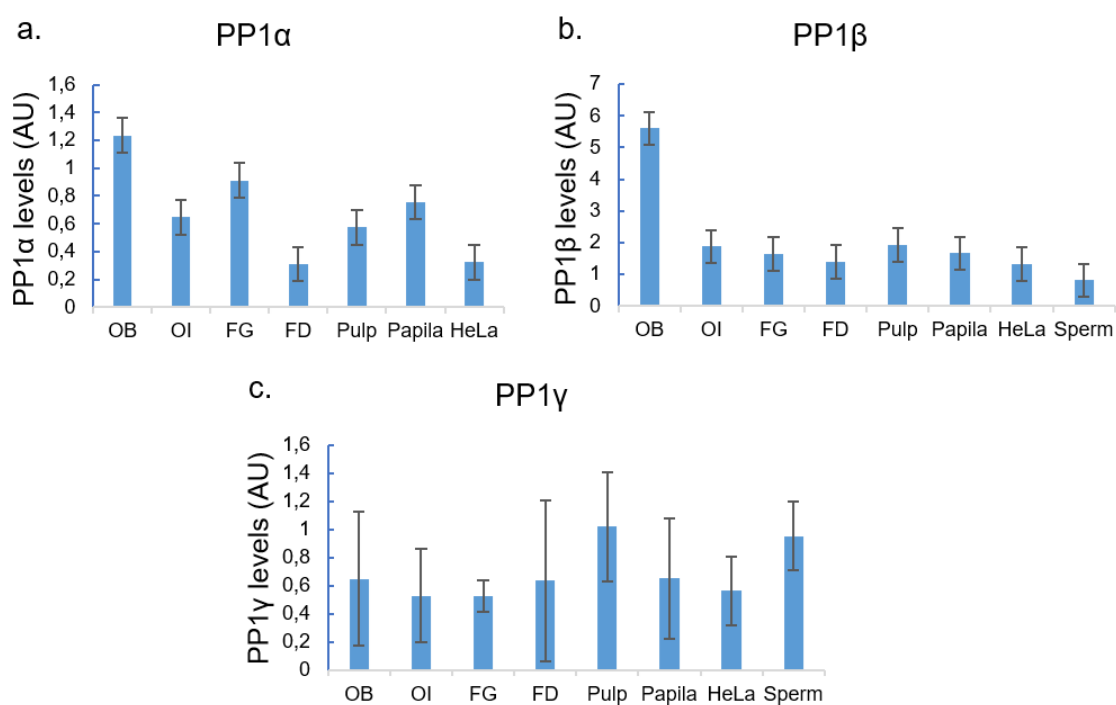 a.
PP1α
PP1α levels (AU)
1,6
1,4
1,2
1
0,8
0,6
0,4
0,2
0
OB OI FG FD Pulp Papila HeLa
b.
PP1β
PP1β levels (AU)
7
6
5
4
3
2
1
0
OB OI FG FD Pulp Papila HeLa Sperm
c.
PP1γ
PP1γ levels (AU)
1,6
1,4
1,2
1
0,8
0,6
0,4
0,2
0
OB OI FG FD Pulp Papila HeLa Sperm